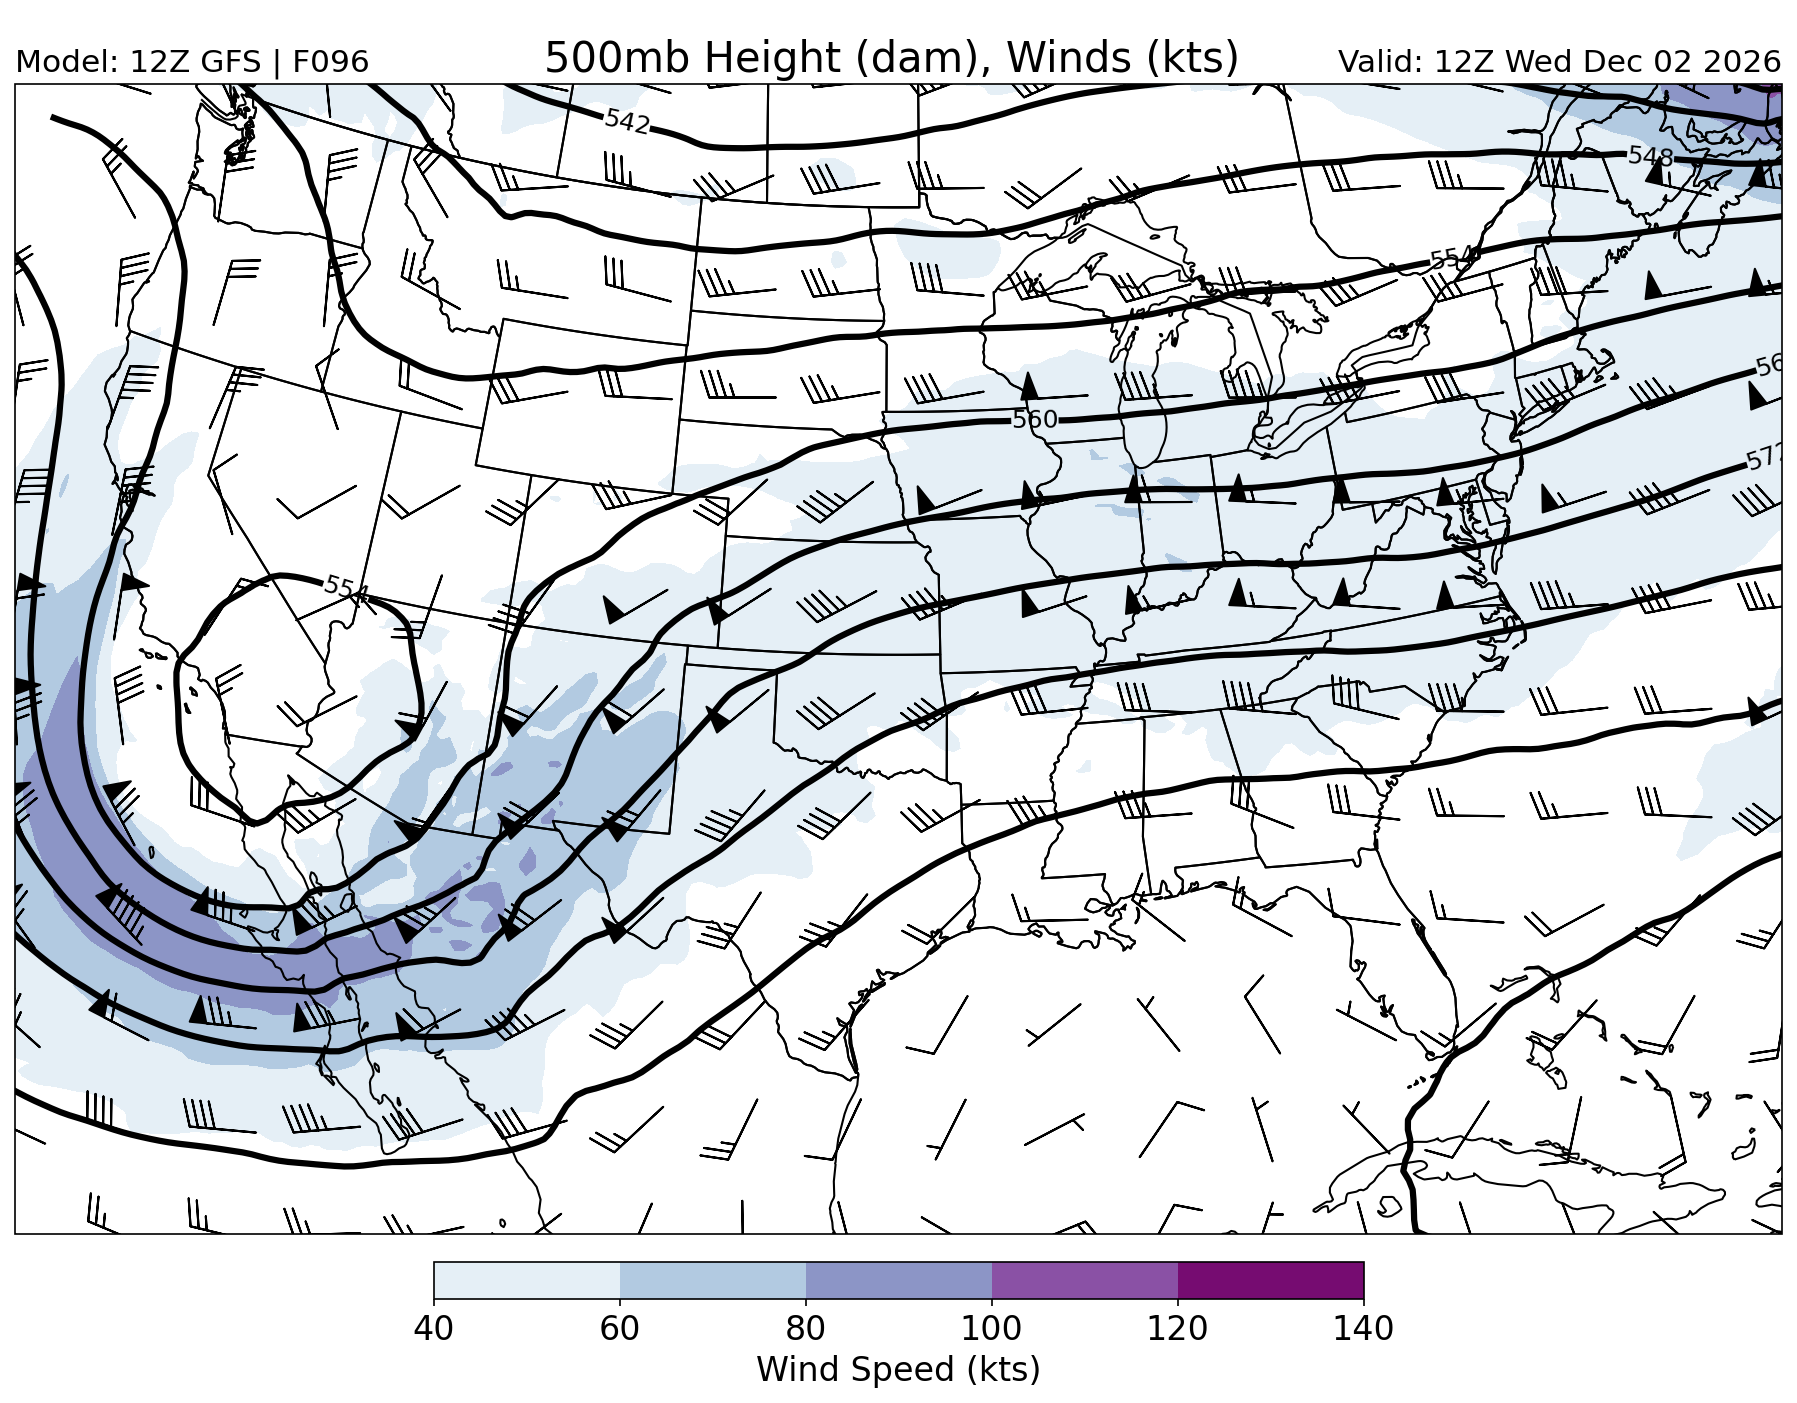 Model: 12Z GFS | F096
500mb Height (dam), Winds (kts)
Valid: 12Z Wed Dec 02 2026
542
548
554
560
554
572
40 60 80 100 120 140
Wind Speed (kts)